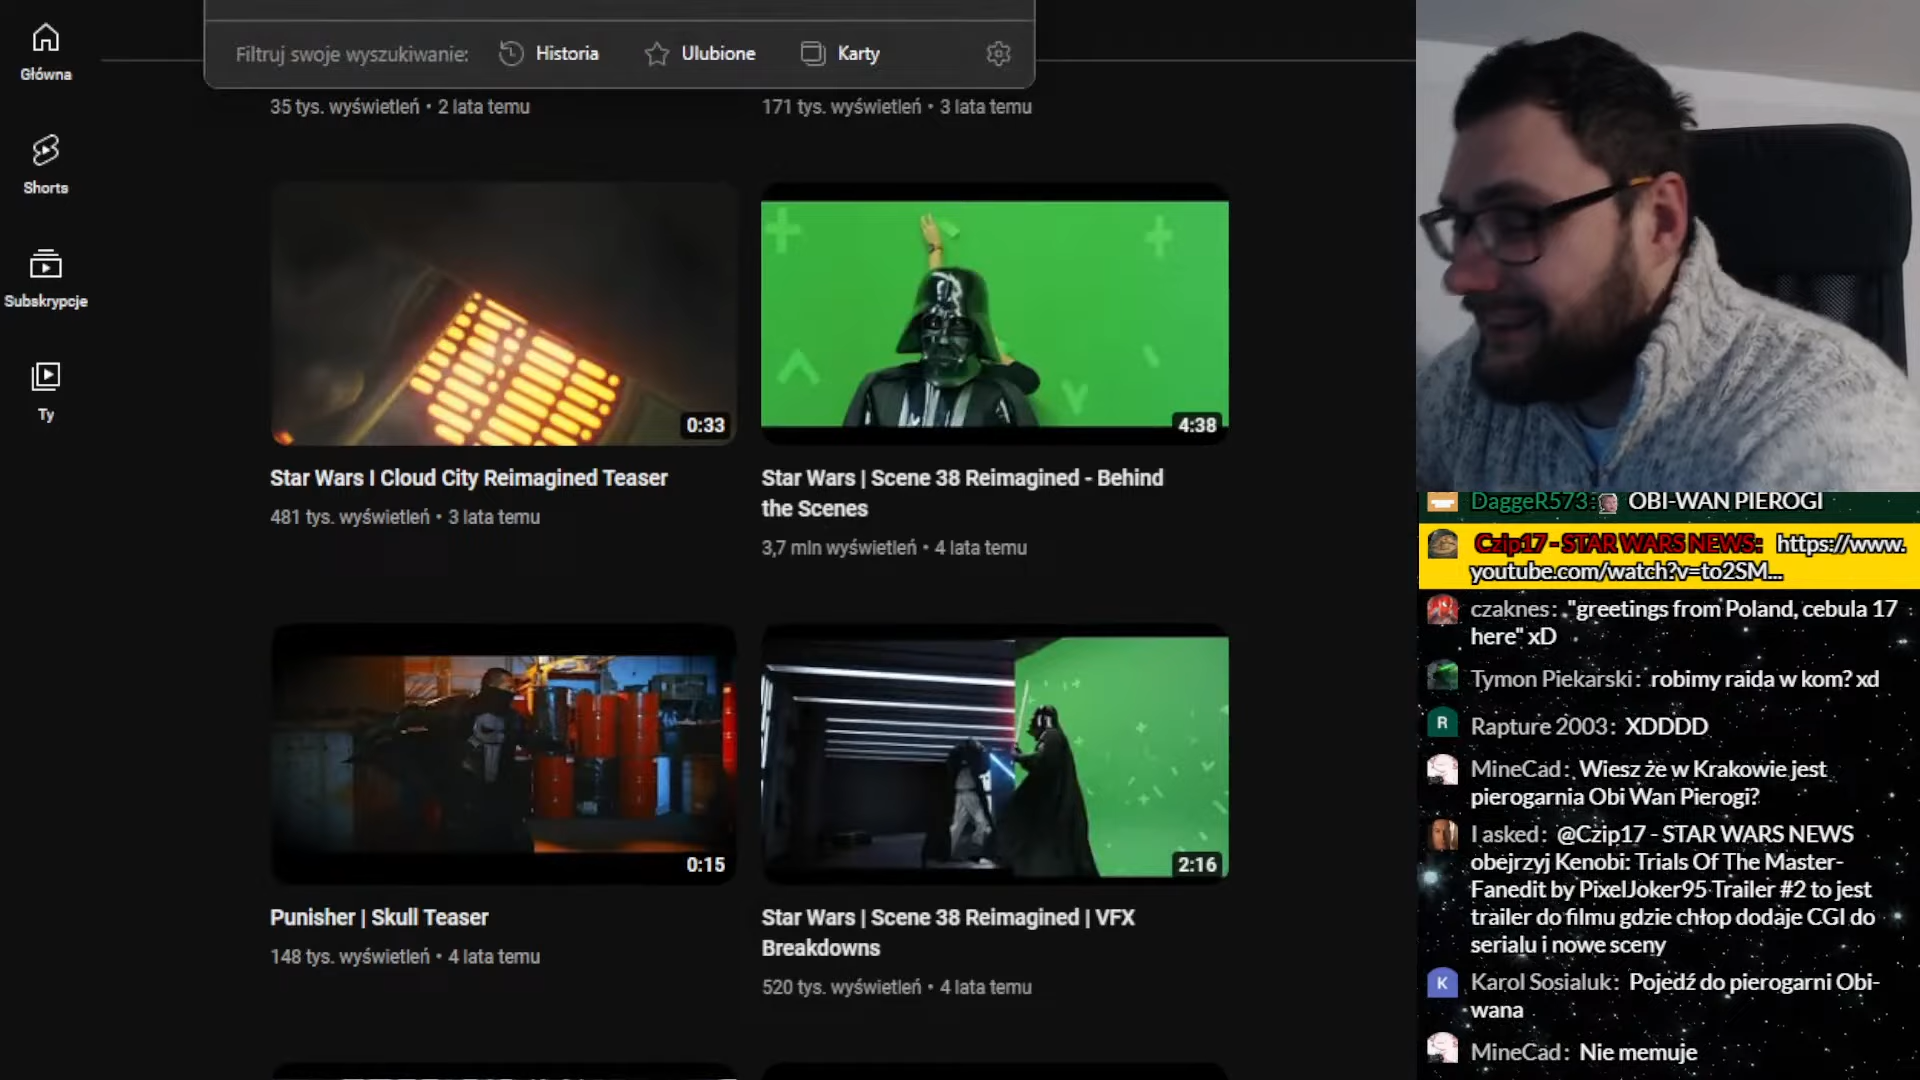 Główna
Shorts
Subskrypcje
Ty
Filtruj swoje wyszukiwanie:
Historia
Ulubione
Karty
35 tys. wyświetleń • 2 lata temu
171 tys. wyświetleń • 3 lata temu
0:33
Star Wars I Cloud City Reimagined Teaser
481 tys. wyświetleń • 3 lata temu
4:38
Star Wars | Scene 38 Reimagined - Behind
the Scenes
3,7 mln wyświetleń • 4 lata temu
0:15
Punisher | Skull Teaser
148 tys. wyświetleń • 4 lata temu
2:16
Star Wars | Scene 38 Reimagined | VFX
Breakdowns
520 tys. wyświetleń • 4 lata temu
DaggeR573: OBI-WAN PIEROGI
Czip17 - STAR WARS NEWS: https://www.
youtube.com/watch?v=to2SM...
czaknes: "greetings from Poland, cebula 17
here" xD
Tymon Piekarski: robimy raida w kom? xd
R
Rapture 2003: XDDDD
MineCad: Wiesz że w Krakowie jest
pierogarnia Obi Wan Pierogi?
I asked: @Czip17 - STAR WARS NEWS
obejrzyj Kenobi: Trials Of The Master-
Fanedit by PixelJoker95 Trailer #2 to jest
trailer do filmu gdzie chłop dodaje CGI do
serialu i nowe sceny
K
Karol Sosialuk: Pojedź do pierogarni Obi-
wana
MineCad: Nie memuje